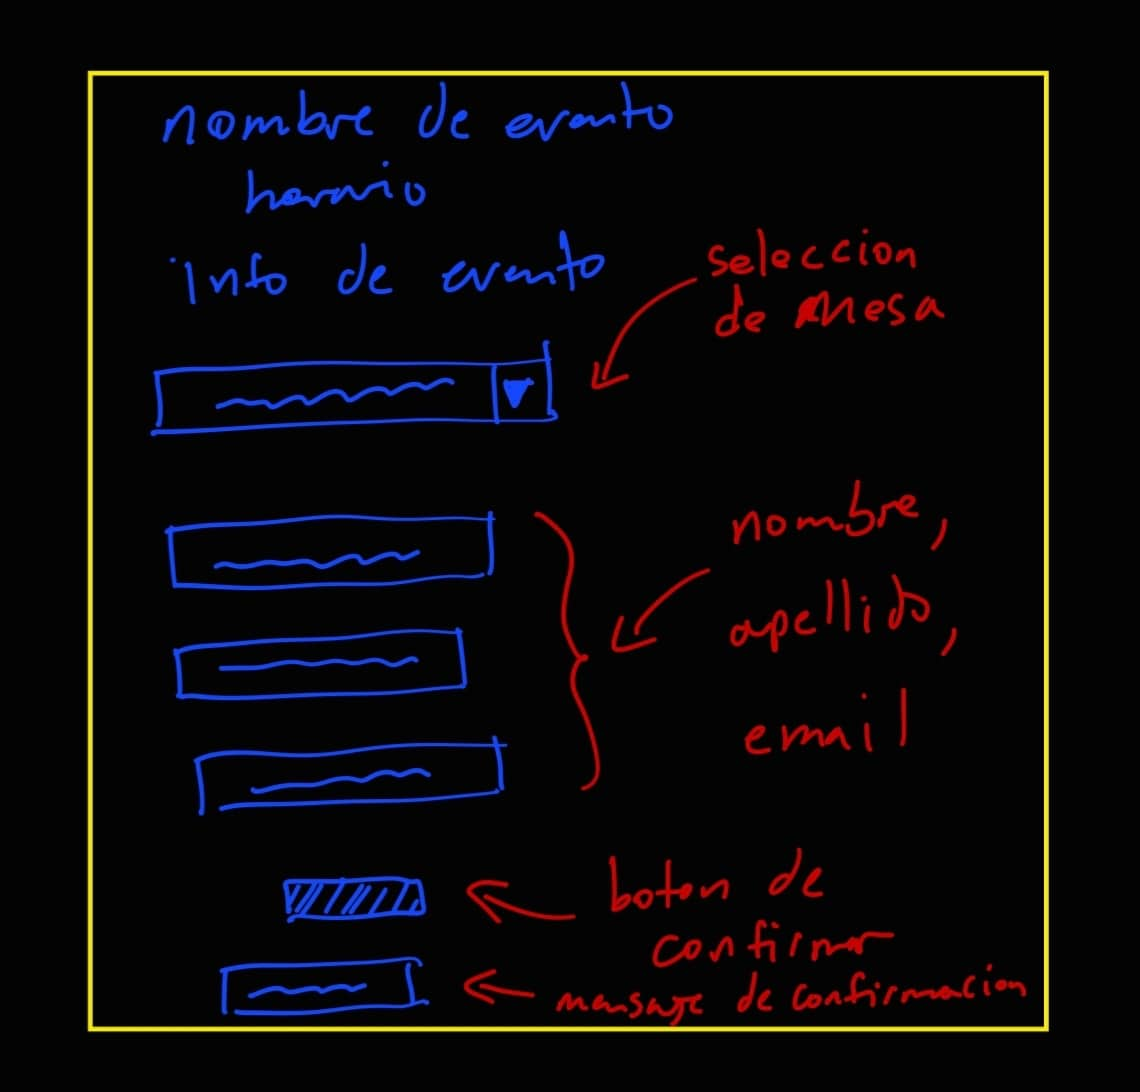 nombre de evento
horario
info de evento
seleccion
de mesa
nombre,
apellido,
email
boton de
confirmar
mensaje de confirmacion